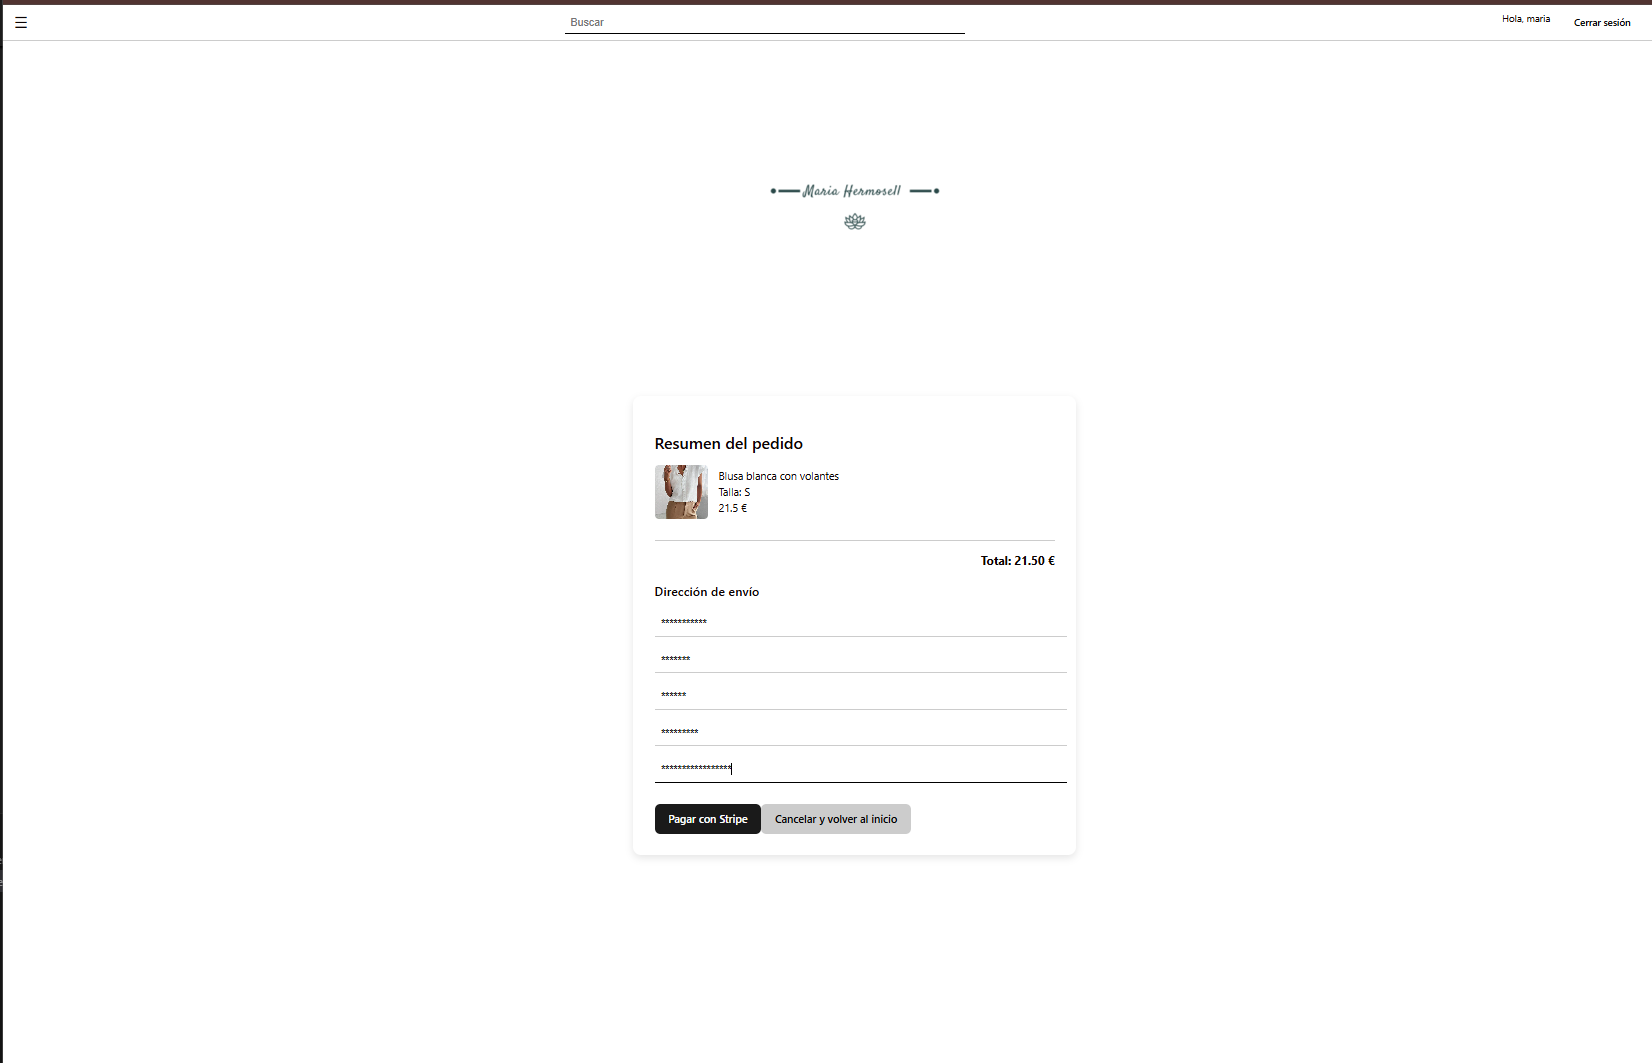 ☰
Buscar
Hola, maria
Cerrar sesión
Maria Hermosell
Resumen del pedido
Blusa blanca con volantes
Talla: S
21.5 €
Total: 21.50 €
Dirección de envío
***********
*******
******
*********
*****************
Pagar con Stripe
Cancelar y volver al inicio